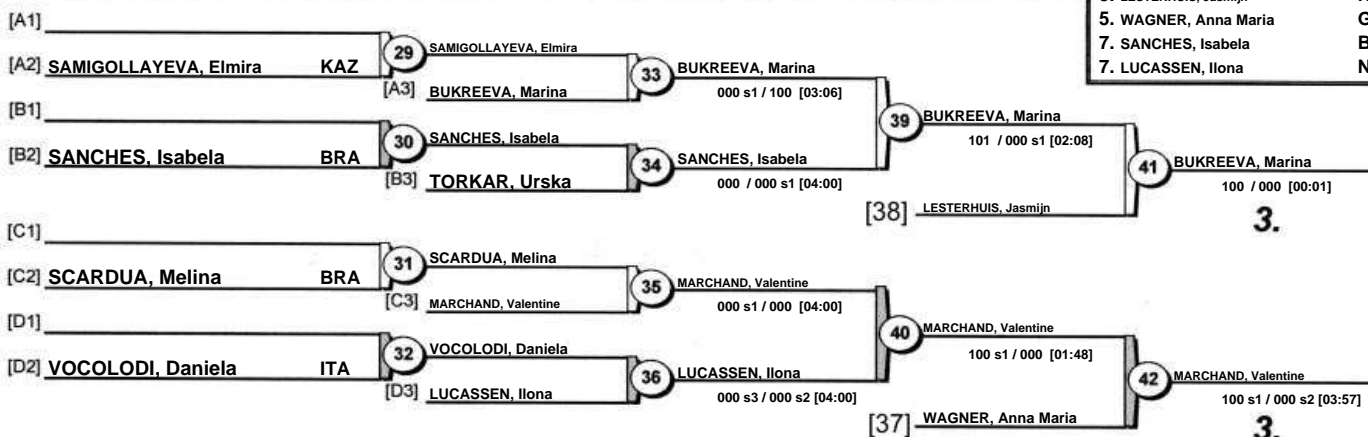 5. WAGNER, Anna Maria G
7. SANCHES, Isabela B
7. LUCASSEN, Ilona N
[A1]
[A2] SAMIGOLLAYEVA, Elmira KAZ
29
SAMIGOLLAYEVA, Elmira
[A3] BUKREEVA, Marina
33
BUKREEVA, Marina
000 s1 / 100 [03:06]
[B1]
[B2] SANCHES, Isabela BRA
30
SANCHES, Isabela
[B3] TORKAR, Urska
34
SANCHES, Isabela
000 / 000 s1 [04:00]
39
BUKREEVA, Marina
101 / 000 s1 [02:08]
[38] LESTERHUIS, Jasmijn
41
BUKREEVA, Marina
100 / 000 [00:01]
3.
[C1]
[C2] SCARDUA, Melina BRA
31
SCARDUA, Melina
[C3] MARCHAND, Valentine
35
MARCHAND, Valentine
000 s1 / 000 [04:00]
[D1]
[D2] VOCOLODI, Daniela ITA
32
VOCOLODI, Daniela
[D3] LUCASSEN, Ilona
36
LUCASSEN, Ilona
000 s3 / 000 s2 [04:00]
40
MARCHAND, Valentine
100 s1 / 000 [01:48]
[37] WAGNER, Anna Maria
42
MARCHAND, Valentine
100 s1 / 000 s2 [03:57]
3.